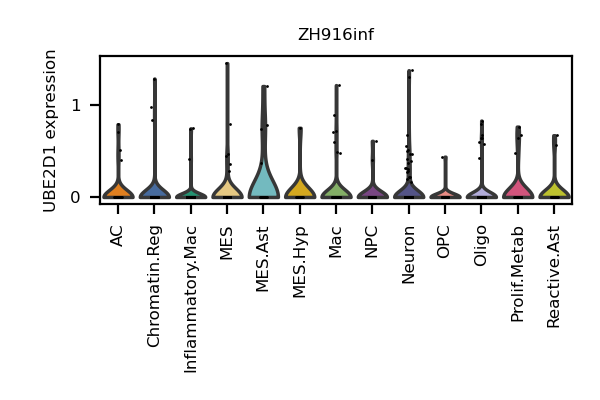 ZH916inf
UBE2D1 expression
1
0
AC
Chromatin.Reg
Inflammatory.Mac
MES
MES.Ast
MES.Hyp
Mac
NPC
Neuron
OPC
Oligo
Prolif.Metab
Reactive.Ast